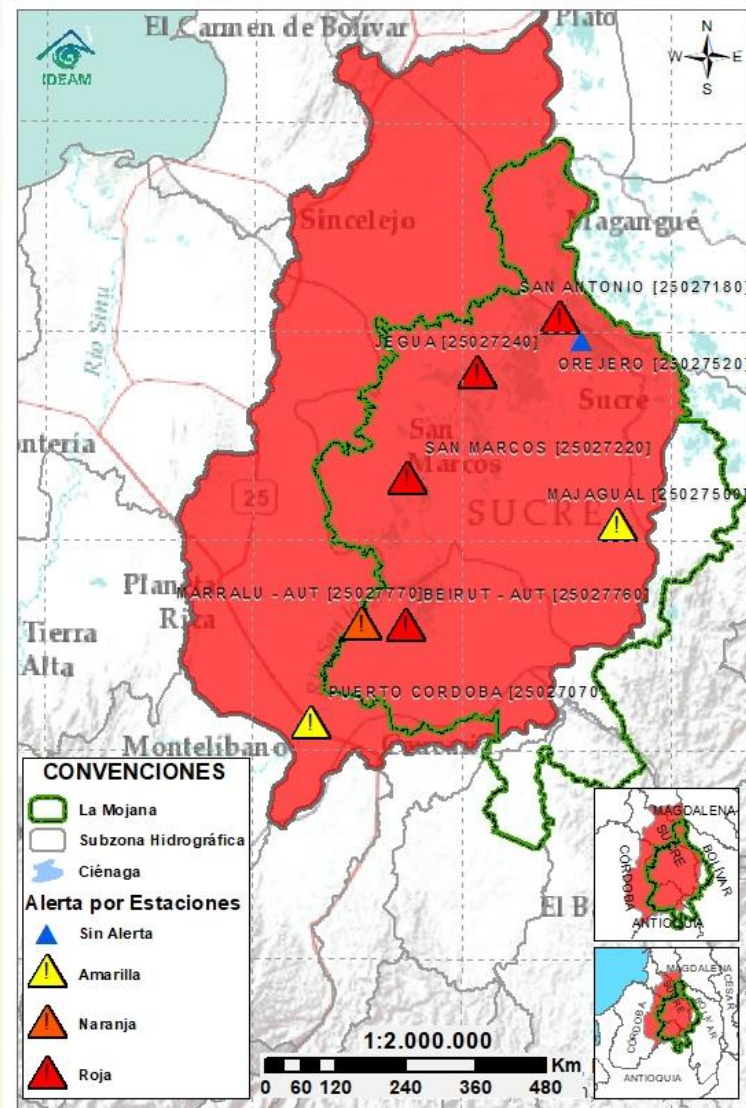 El Carmen de Bolívar
Plato
IDEAM
N
W
E
S
Sincelejo
Magangué
Río Sinú
SAN ANTONIO [25027180]
JEGUA [25027240]
OREJERO [25027520]
Sucre
San
Marcos
SAN MARCOS [25027220]
25
MAJAGUAL [25027500]
SUCRE
Planeta
Rica
MARRALU - AUT [25027770]
BEIRUT - AUT [25027760]
Tierra
Alta
PUERTO CORDOBA [25027070]
Montelíbano
CONVENCIONES
La Mojana
Subzona Hidrográfica
Ciénaga
Alerta por Estaciones
Sin Alerta
Amarilla
Naranja
Roja
1:2.000.000
Km
0 60 120 240 360 480
MAGDALENA
SUCRE
CORDOBA
BOLÍVAR
ANTIOQUIA
MAGDALENA
CESAR
SUCRE
BOLIVAR
CORDOBA
ANTIOQUIA